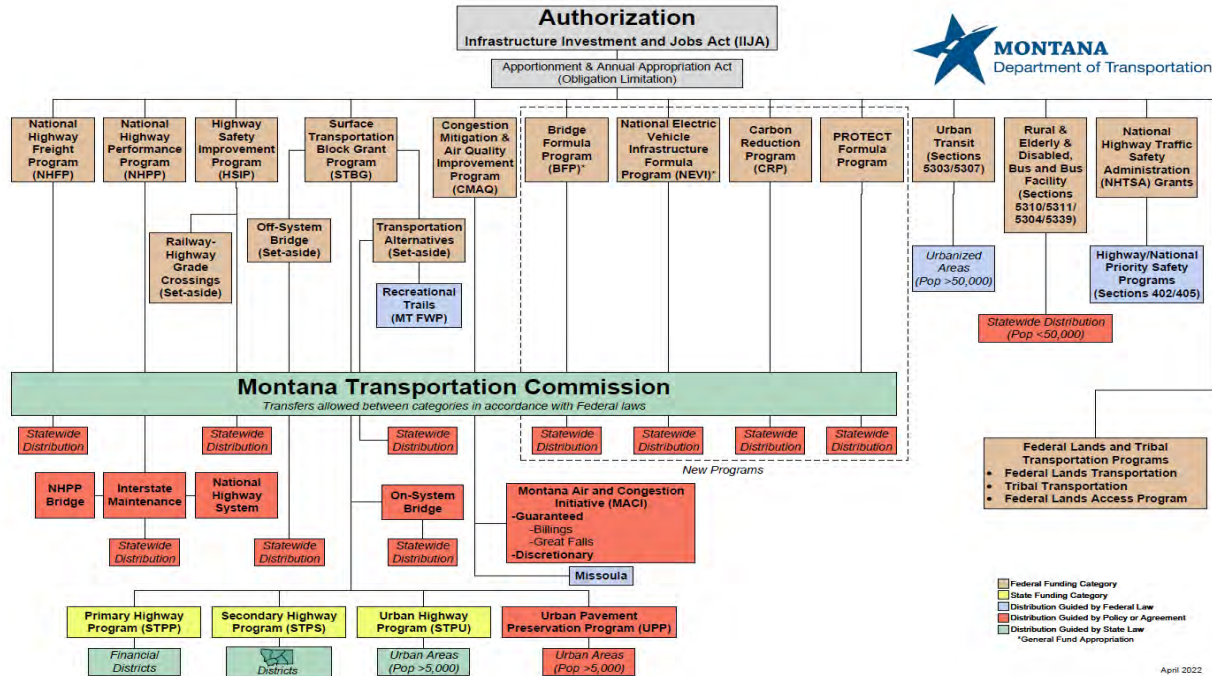 Authorization
Infrastructure Investment and Jobs Act (IIJA)
MONTANA
Department of Transportation
Apportionment & Annual Appropriation Act
(Obligation Limitation)
National
Highway
Freight
Program
(NHFP)
National
Highway
Performance
Program
(NHPP)
Highway
Safety
Improvement
Program
(HSIP)
Surface
Transportation
Block Grant
Program
(STBG)
Congestion
Mitigation &
Air Quality
Improvement
Program
(CMAQ)
Bridge
Formula
Program
(BFP)*
National Electric
Vehicle
Infrastructure
Formula
Program (NEVI)*
Carbon
Reduction
Program
(CRP)
PROTECT
Formula
Program
Urban
Transit
(Sections
5303/5307)
Rural &
Elderly &
Disabled,
Bus and Bus
Facility
(Sections
5310/5311/
5304/5339)
National
Highway Traffic
Safety
Administration
(NHTSA)
Grants
Railway-
Highway
Grade
Crossings
(Set-aside)
Off-System
Bridge
(Set-aside)
Transportation
Alternatives
(Set-aside)
Recreational
Trails
(MT FWP)
Urbanized
Areas
(Pop >50,000)
Highway/National
Priority Safety
Programs
(Sections 402/405)
Statewide Distribution
(Pop <50,000)
Montana Transportation Commission
Transfers allowed between categories in accordance with Federal laws
Statewide
Distribution
Statewide
Distribution
Statewide
Distribution
Statewide
Distribution
Statewide
Distribution
Statewide
Distribution
Statewide
Distribution
New Programs
NHPP
Bridge
Interstate
Maintenance
National
Highway
System
On-System
Bridge
Montana Air and Congestion
Initiative (MACI)
-Guaranteed
-Billings
-Great Falls
-Discretionary
Federal Lands and Tribal
Transportation Programs
• Federal Lands Transportation
• Tribal Transportation
• Federal Lands Access Program
Statewide
Distribution
Statewide
Distribution
Statewide
Distribution
Missoula
Primary Highway
Program (STPP)
Secondary Highway
Program (STPS)
Urban Highway
Program (STPU)
Urban Pavement
Preservation Program (UPP)
Financial
Districts
Districts
Urban Areas
(Pop >5,000)
Urban Areas
(Pop >5,000)
Federal Funding Category
State Funding Category
Distribution Guided by Federal Law
Distribution Guided by Policy or Agreement
Distribution Guided by State Law
*General Fund Appropriation
April 2022